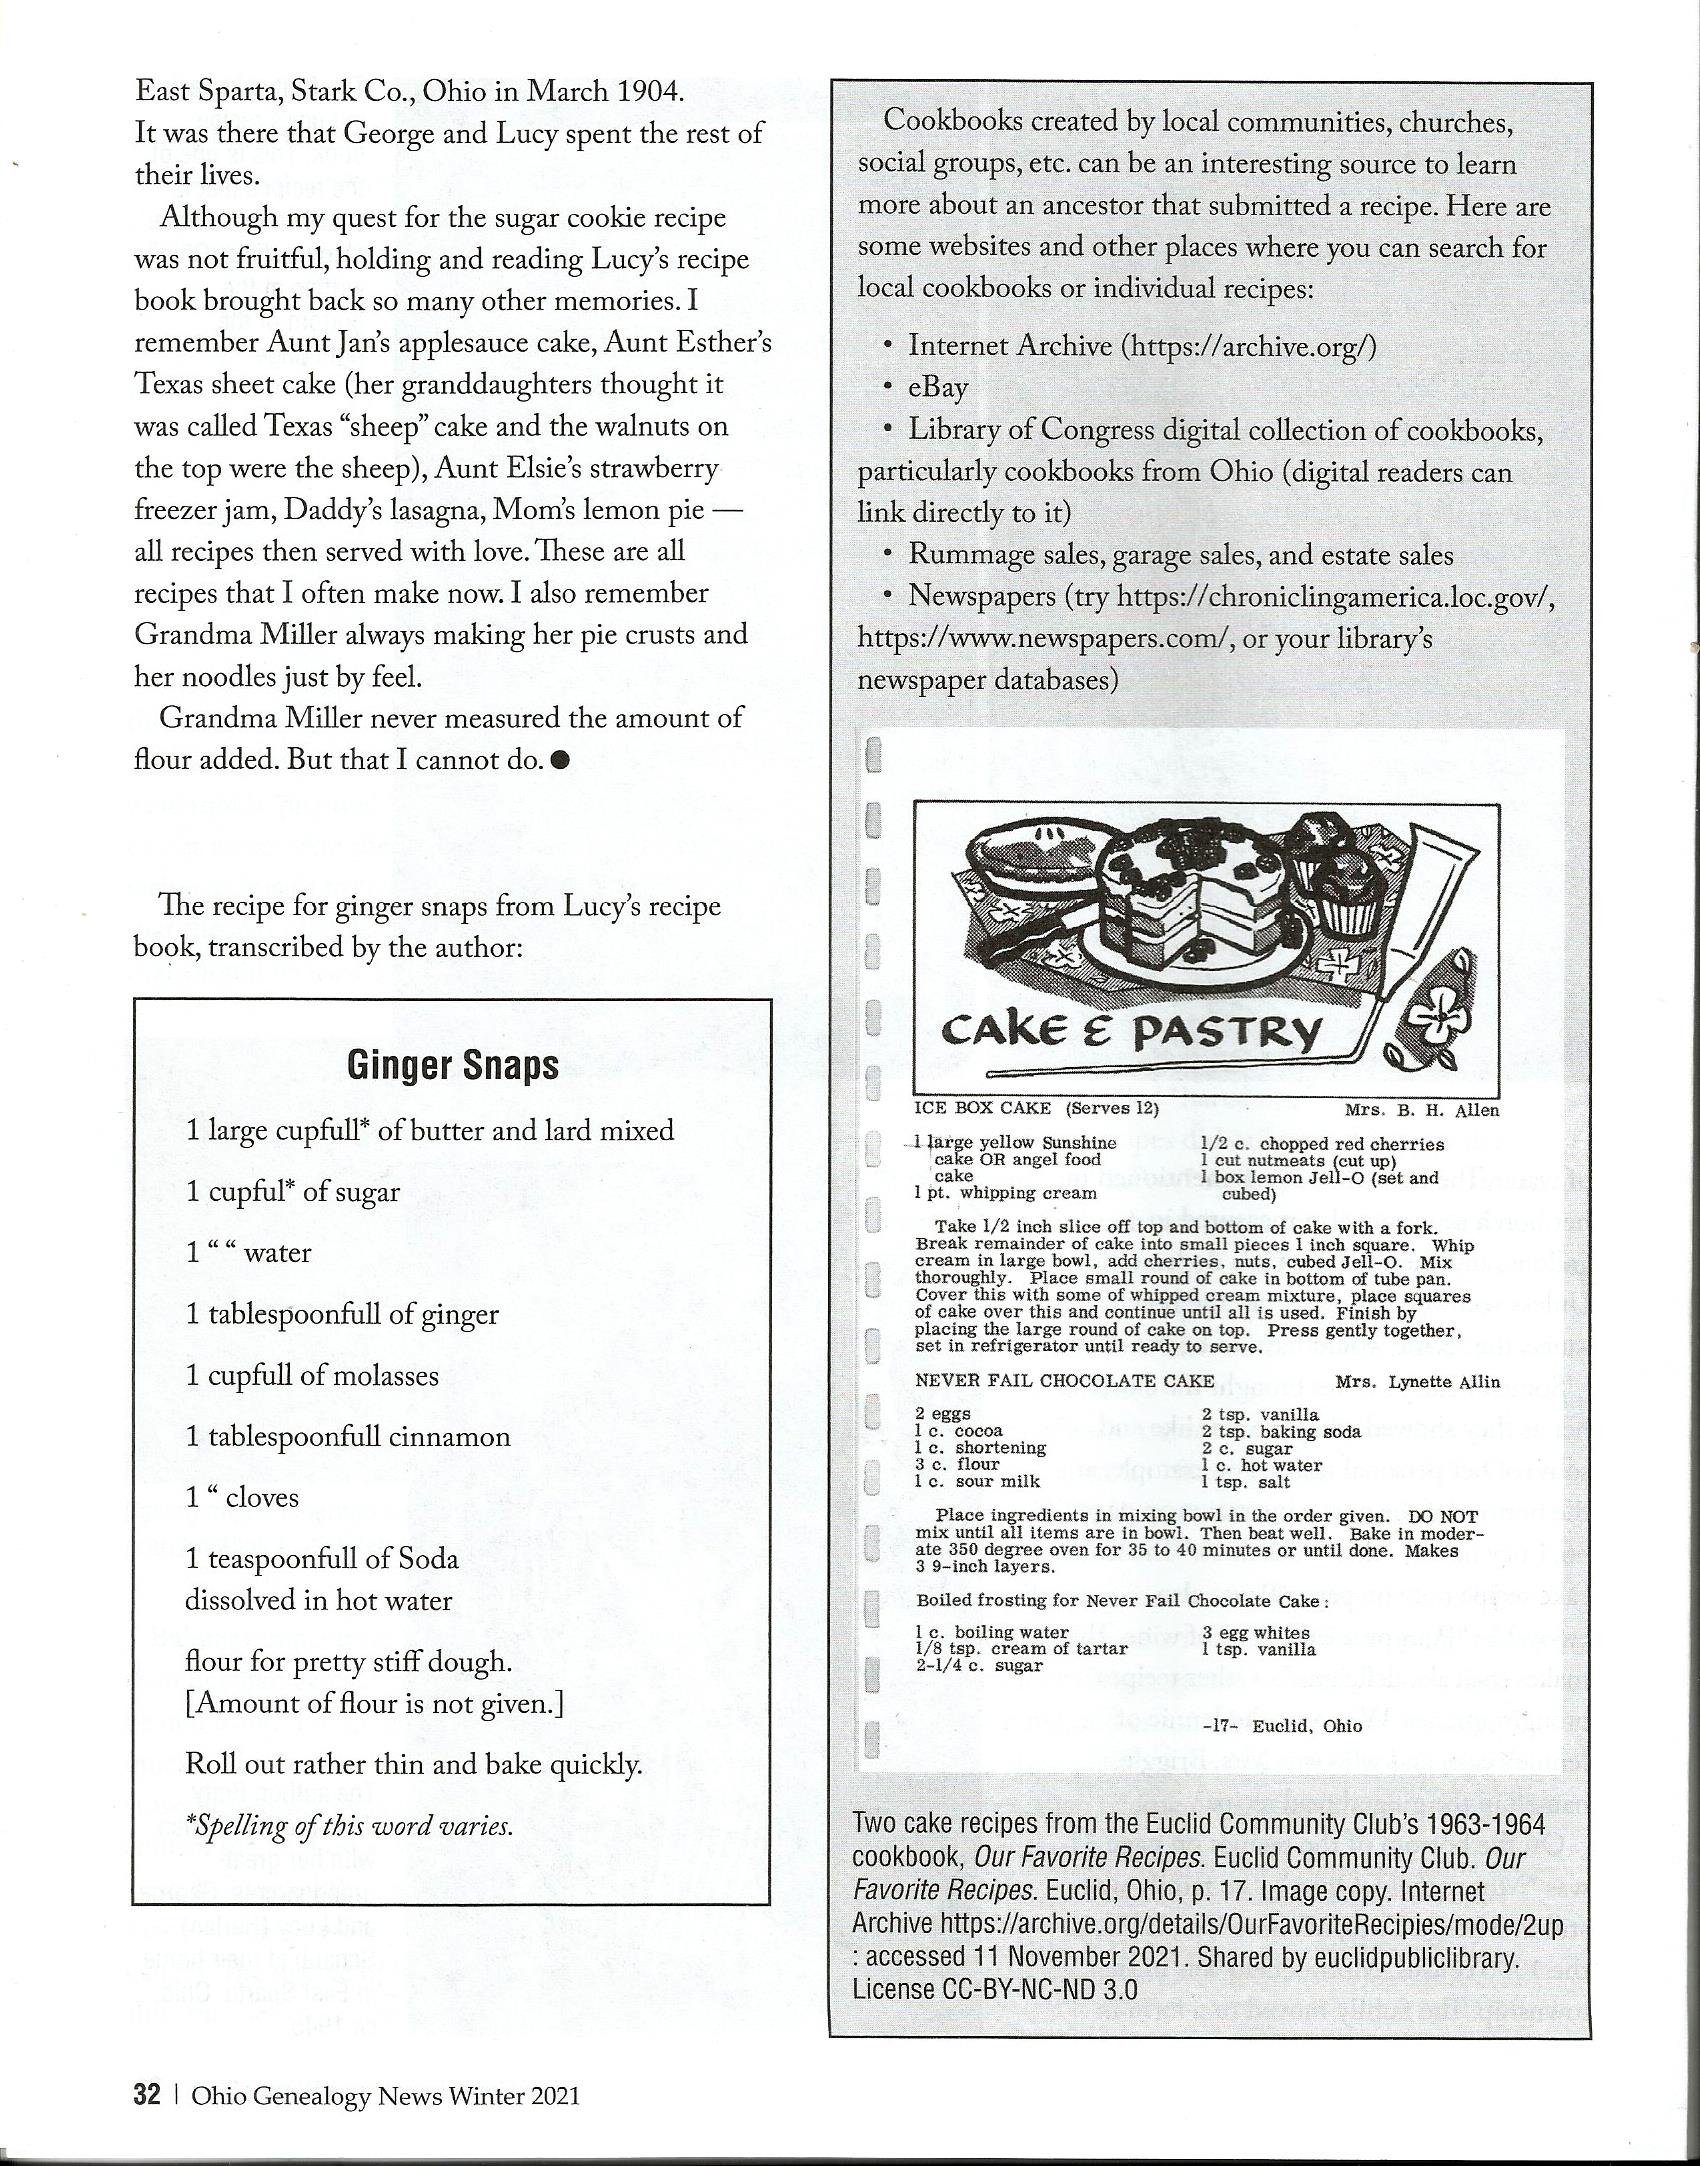 East Sparta, Stark Co., Ohio in March 1904.
It was there that George and Lucy spent the rest of
their lives.
Although my quest for the sugar cookie recipe
was not fruitful, holding and reading Lucy's recipe
book brought back so many other memories. I
remember Aunt Jan's applesauce cake, Aunt Esther's
Texas sheet cake (her granddaughters thought it
was called Texas “sheep” cake and the walnuts on
the top were the sheep), Aunt Elsie's strawberry
freezer jam, Daddy's lasagna, Mom's lemon pie —
all recipes then served with love. These are all
recipes that I often make now. I also remember
Grandma Miller always making her pie crusts and
her noodles just by feel.
Grandma Miller never measured the amount of
flour added. But that I cannot do. ●
The recipe for ginger snaps from Lucy's recipe
book, transcribed by the author:
Ginger Snaps
1 large cupfull* of butter and lard mixed
1 cupful* of sugar
1 “ “ water
1 tablespoonfull of ginger
1 cupfull of molasses
1 tablespoonfull cinnamon
1 “ cloves
1 teaspoonfull of Soda
dissolved in hot water
flour for pretty stiff dough.
[Amount of flour is not given.]
Roll out rather thin and bake quickly.
*Spelling of this word varies.
Cookbooks created by local communities, churches,
social groups, etc. can be an interesting source to learn
more about an ancestor that submitted a recipe. Here are
some websites and other places where you can search for
local cookbooks or individual recipes:
• Internet Archive (https://archive.org/)
• eBay
• Library of Congress digital collection of cookbooks,
particularly cookbooks from Ohio (digital readers can
link directly to it)
• Rummage sales, garage sales, and estate sales
• Newspapers (try https://chroniclingamerica.loc.gov/,
https://www.newspapers.com/, or your library's
newspaper databases)
CAKE & PASTRY
ICE BOX CAKE (Serves 12) Mrs. B. H. Allen
1 large yellow Sunshine 1/2 c. chopped red cherries
cake OR angel food 1 cut nutmeats (cut up)
cake 1 box lemon Jell-O (set and
1 pt. whipping cream cubed)
Take 1/2 inch slice off top and bottom of cake with a fork.
Break remainder of cake into small pieces 1 inch square. Whip
cream in large bowl, add cherries, nuts, cubed Jell-O. Mix
thoroughly. Place small round of cake in bottom of tube pan.
Cover this with some of whipped cream mixture, place squares
of cake over this and continue until all is used. Finish by
placing the large round of cake on top. Press gently together,
set in refrigerator until ready to serve.
NEVER FAIL CHOCOLATE CAKE Mrs. Lynette Allin
2 eggs 2 tsp. vanilla
1 c. cocoa 2 tsp. baking soda
1 c. shortening 2 c. sugar
3 c. flour 1 c. hot water
1 c. sour milk 1 tsp. salt
Place ingredients in mixing bowl in the order given. DO NOT
mix until all items are in bowl. Then beat well. Bake in moder-
ate 350 degree oven for 35 to 40 minutes or until done. Makes
3 9-inch layers.
Boiled frosting for Never Fail Chocolate Cake:
1 c. boiling water 3 egg whites
1/8 tsp. cream of tartar 1 tsp. vanilla
2-1/4 c. sugar
-17- Euclid, Ohio
Two cake recipes from the Euclid Community Club's 1963-1964
cookbook, Our Favorite Recipes. Euclid Community Club. Our
Favorite Recipes. Euclid, Ohio, p. 17. Image copy. Internet
Archive https://archive.org/details/OurFavoriteRecipies/mode/2up
: accessed 11 November 2021. Shared by euclidpubliclibrary.
License CC-BY-NC-ND 3.0
32 | Ohio Genealogy News Winter 2021